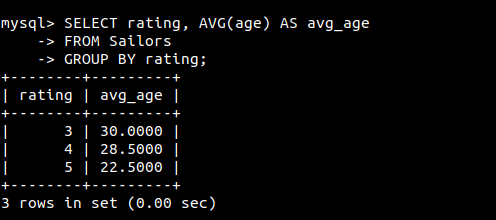 mysql> SELECT rating, AVG(age) AS avg_age
    -> FROM Sailors
    -> GROUP BY rating;
+--------+---------+
| rating | avg_age |
+--------+---------+
|      3 | 30.0000 |
|      4 | 28.5000 |
|      5 | 22.5000 |
+--------+---------+
3 rows in set (0.00 sec)